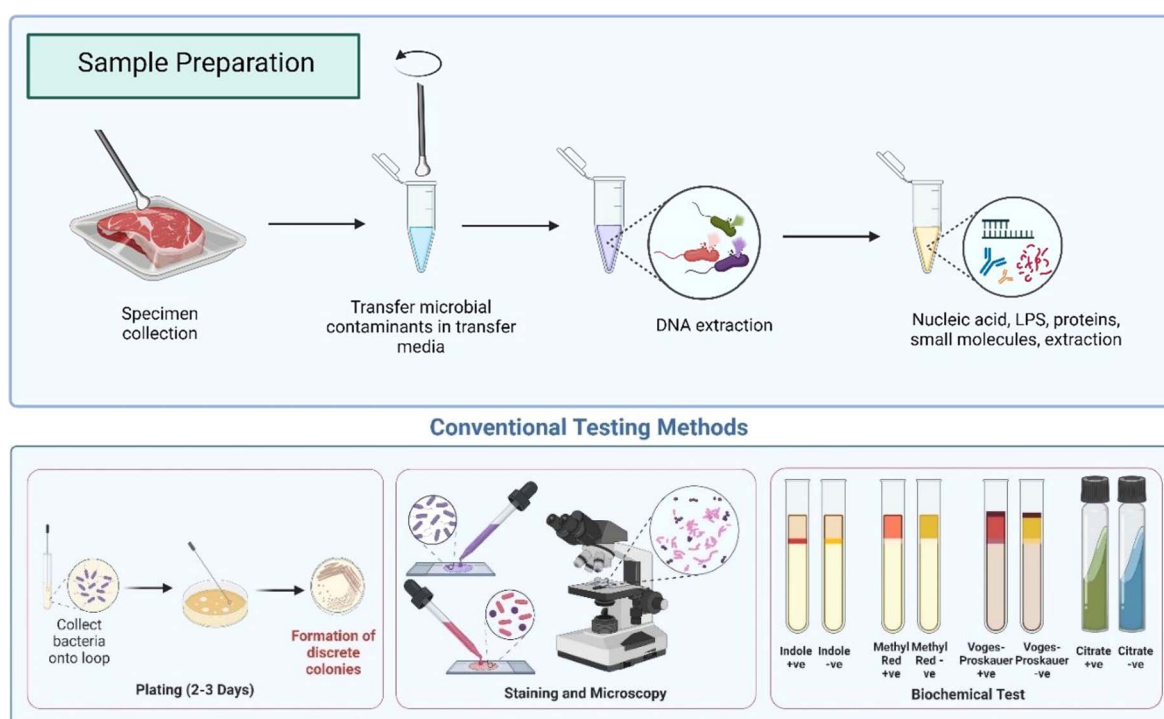 Sample Preparation
Specimen
collection
Transfer microbial
contaminants in transfer
media
DNA extraction
Nucleic acid, LPS, proteins,
small molecules, extraction
Conventional Testing Methods
Collect
bacteria
onto loop
Formation of
discrete
colonies
Plating (2-3 Days)
Staining and Microscopy
Indole
+ve
Indole
-ve
Methyl
Red
+ve
Methyl
Red -
ve
Voges-
Proskauer
+ve
Voges-
Proskauer
-ve
Citrate
+ve
Citrate
-ve
Biochemical Test